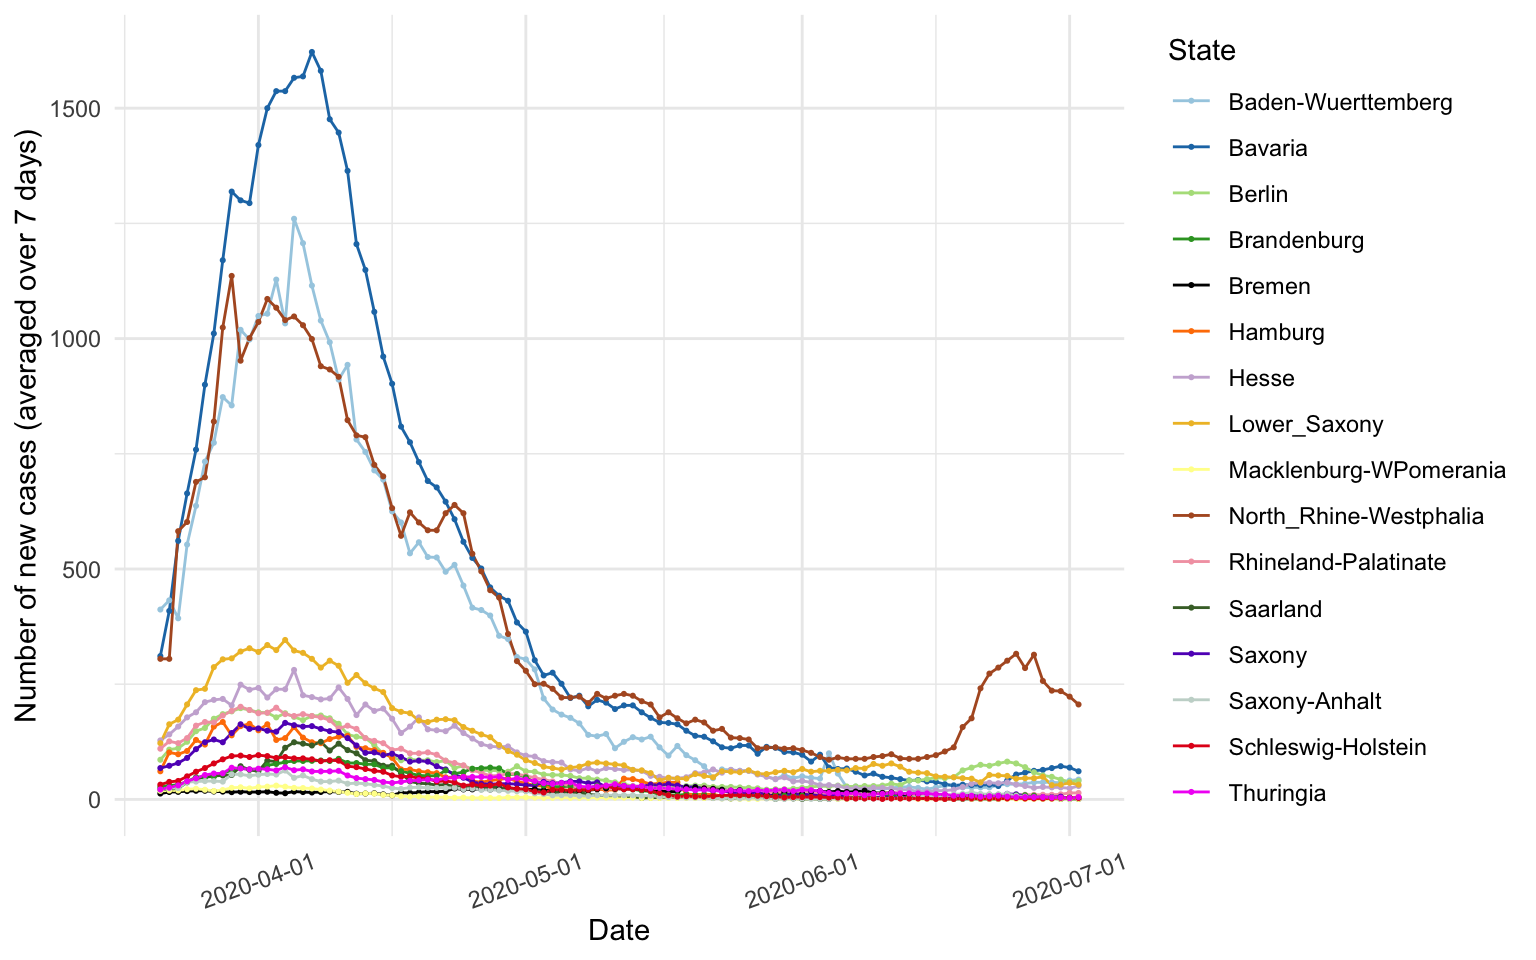 Number of new cases (averaged over 7 days)
1500
1000
500
0
2020-04-01
2020-05-01
2020-06-01
2020-07-01
Date
State
Baden-Wuerttemberg
Bavaria
Berlin
Brandenburg
Bremen
Hamburg
Hesse
Lower_Saxony
Macklenburg-WPomerania
North_Rhine-Westphalia
Rhineland-Palatinate
Saarland
Saxony
Saxony-Anhalt
Schleswig-Holstein
Thuringia